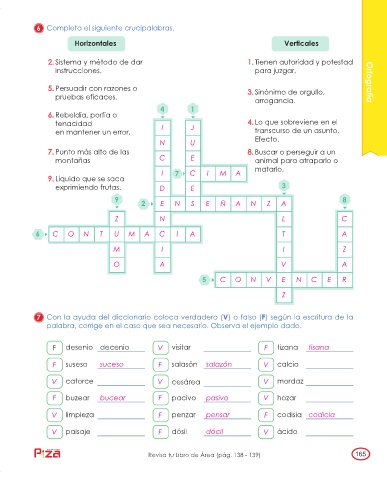 6 Completa el siguiente crucipalabras.
Horizontales
Verticales
2. Sistema y método de dar
instrucciones.
5. Persuadir con razones o
pruebas eficaces.
6. Rebeldía, porfía o
tenacidad
en mantener un error.
7. Punto más alto de las
montañas
9. Líquido que se saca
exprimiendo frutas.
1. Tienen autoridad y potestad
para juzgar.
3. Sinónimo de orgullo,
arrogancia.
4. Lo que sobreviene en el
transcurso de un asunto.
Efecto.
8. Buscar o perseguir a un
animal para atraparlo o
matarlo.
Ortografía
4 1
I J
N U
C E
I 7 C I M A
D E 3
9 2 E N S E Ñ A N Z A 8
Z N L C
6 C O N T U M A C I A T A
M I I Z
O A V A
5 C O N V E N C E R
Z
7 Con la ayuda del diccionario coloca verdadero (V) o falso (F) según la escritura de la
palabra, corrige en el caso que sea necesario. Observa el ejemplo dado.
F desenio decenio V visitar F tizana tisana
F suseso suceso F salasón salazón V calcio
V catorce V cesárea V mordaz
F buzear bucear F pacivo pasivo V hozar
V limpieza F penzar pensar F codisia codicia
V paisaje F dósil dócil V ácido
Pizá Revisa tu Libro de Área (pág. 138 - 139) 165